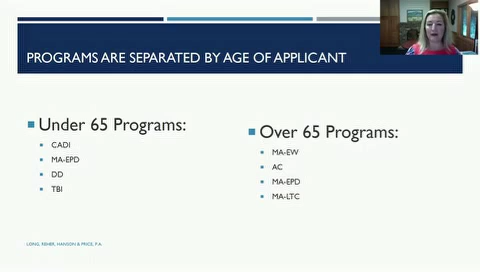 PROGRAMS ARE SEPARATED BY AGE OF APPLICANT
Under 65 Programs:
CADI
MA-EPD
DD
TBI
Over 65 Programs:
MA-EW
AC
MA-EPD
MA-LTC
LONG, REHER, HANSON & PRICE, P.A.